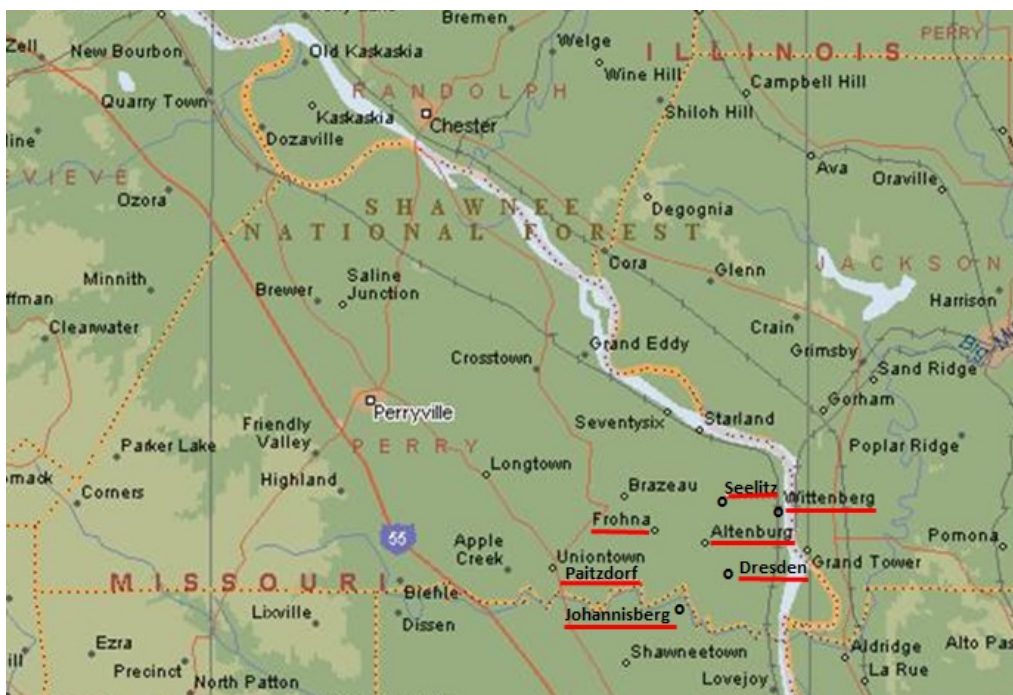 Bremen
PERRY
Zell
New Bourbon
Old Kaskaskia
Welge
ILLINOIS
Wine Hill
Campbell Hill
Quarry Town
RANDOLPH
Kaskaskia
Chester
Shiloh Hill
Dozaville
Ava
Oraville
Ozora
SHAWNEE
NATIONAL FOREST
Degognia
Cora
Glenn
JACKSON
Minnith
Saline
Junction
Brewer
Harrison
Clearwater
Crain
Grand Eddy
Grimsby
Crosstown
Sand Ridge
Perryville
Gorham
Seventysix
Starland
Friendly
Valley
PERRY
Parker Lake
Poplar Ridge
Longtown
Highland
Corners
Brazeau
Seelitz
Wittenberg
Frohna
Altenburg
55
Apple
Creek
Uniontown
Paitzdorf
Grand Tower
Pomona
Dresden
MISSOURI
Biehle
Johannisberg
Lixville
Dissen
Ezra
Precinct
North Patton
Shawneetown
Lovejoy
Aldridge
La Rue
Alto Pas